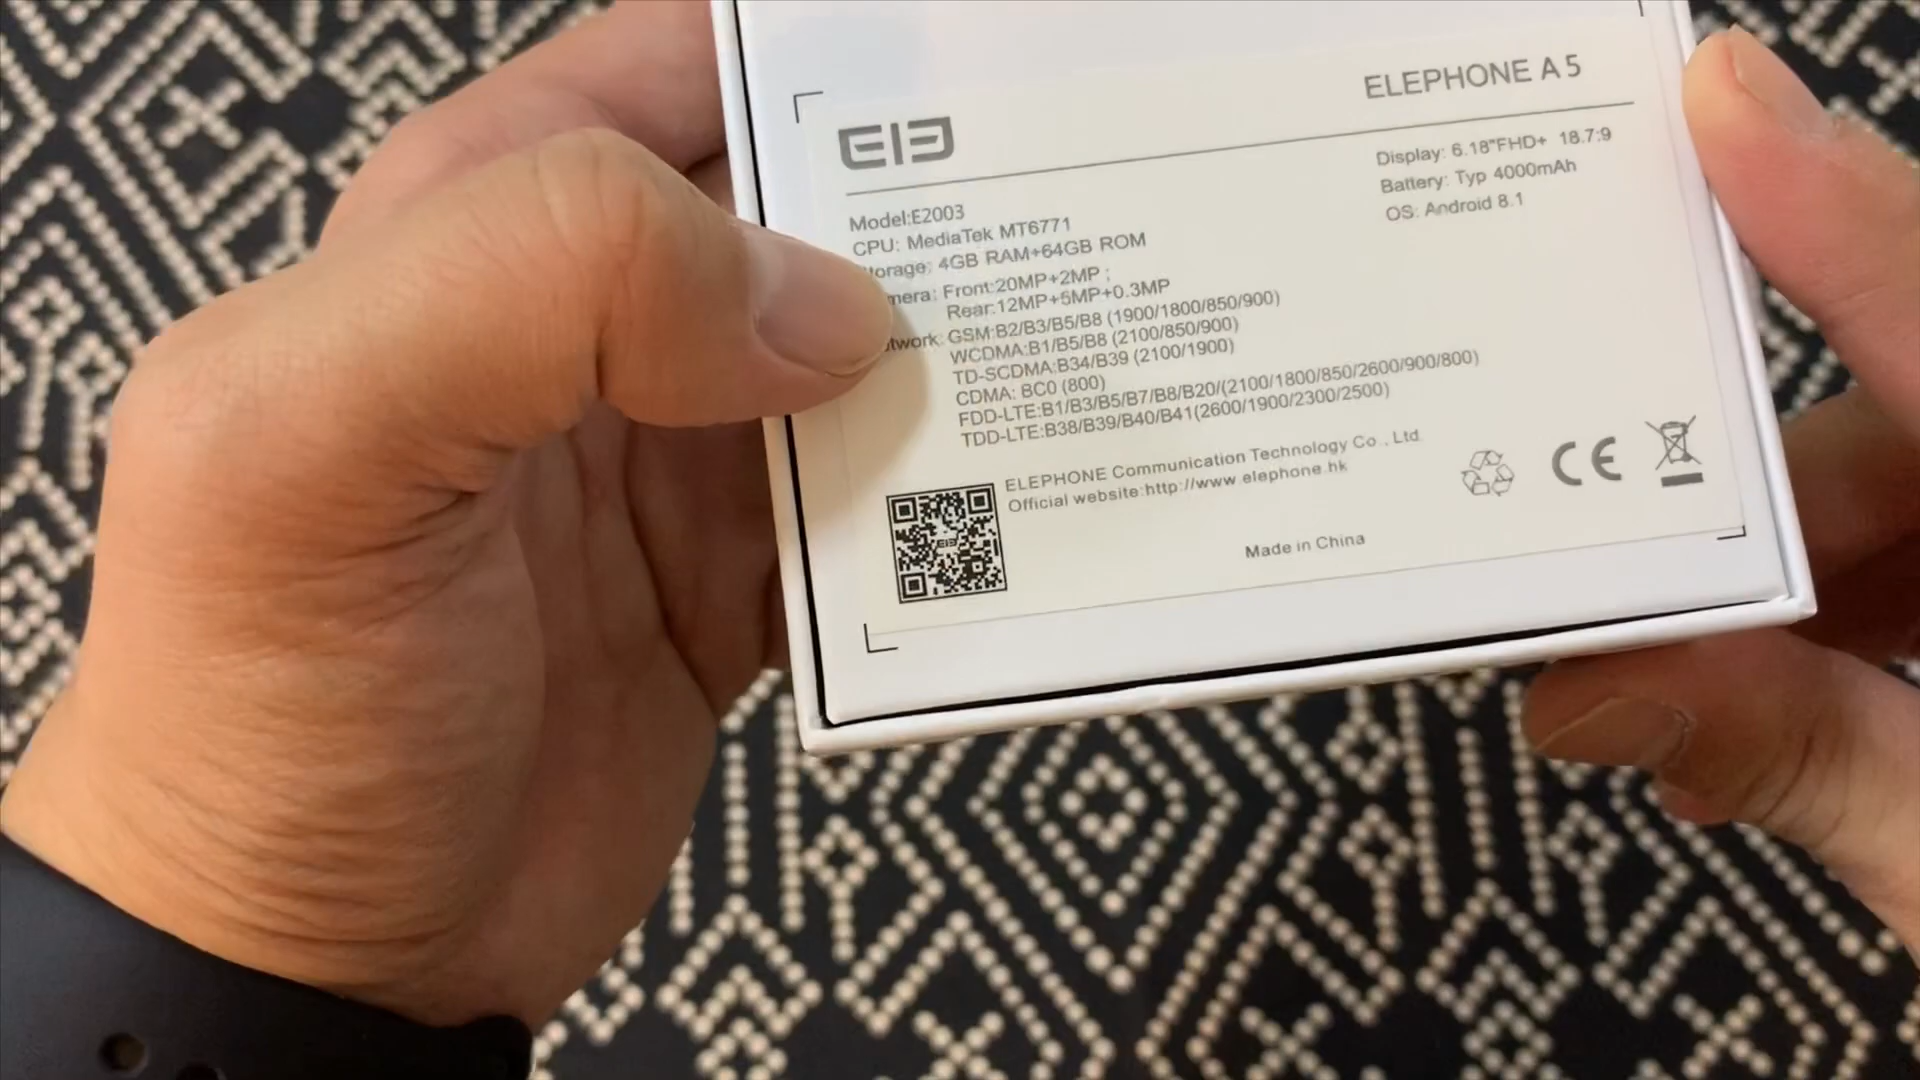 ELEPHONE A5
Model:E2003
CPU: MediaTek MT6771
Storage: 4GB RAM+64GB ROM
Front:20MP+2MP ;
Rear:12MP+5MP+0.3MP
GSM:B2/B3/B5/B8 (1900/1800/850/900)
WCDMA:B1/B5/B8 (2100/850/900)
TD-SCDMA:B34/B39 (2100/1900)
CDMA: BC0 (800)
FDD-LTE:B1/B3/B5/B7/B8/B20/(2100/1800/850/2600/900/800)
TDD-LTE:B38/B39/B40/B41(2600/1900/2300/2500)
Display: 6.18"FHD+ 18.7:9
Battery: Typ 4000mAh
OS: Android 8.1
ELEPHONE Communication Technology Co., Ltd.
Official website:http://www.elephone.hk
CE
Made in China